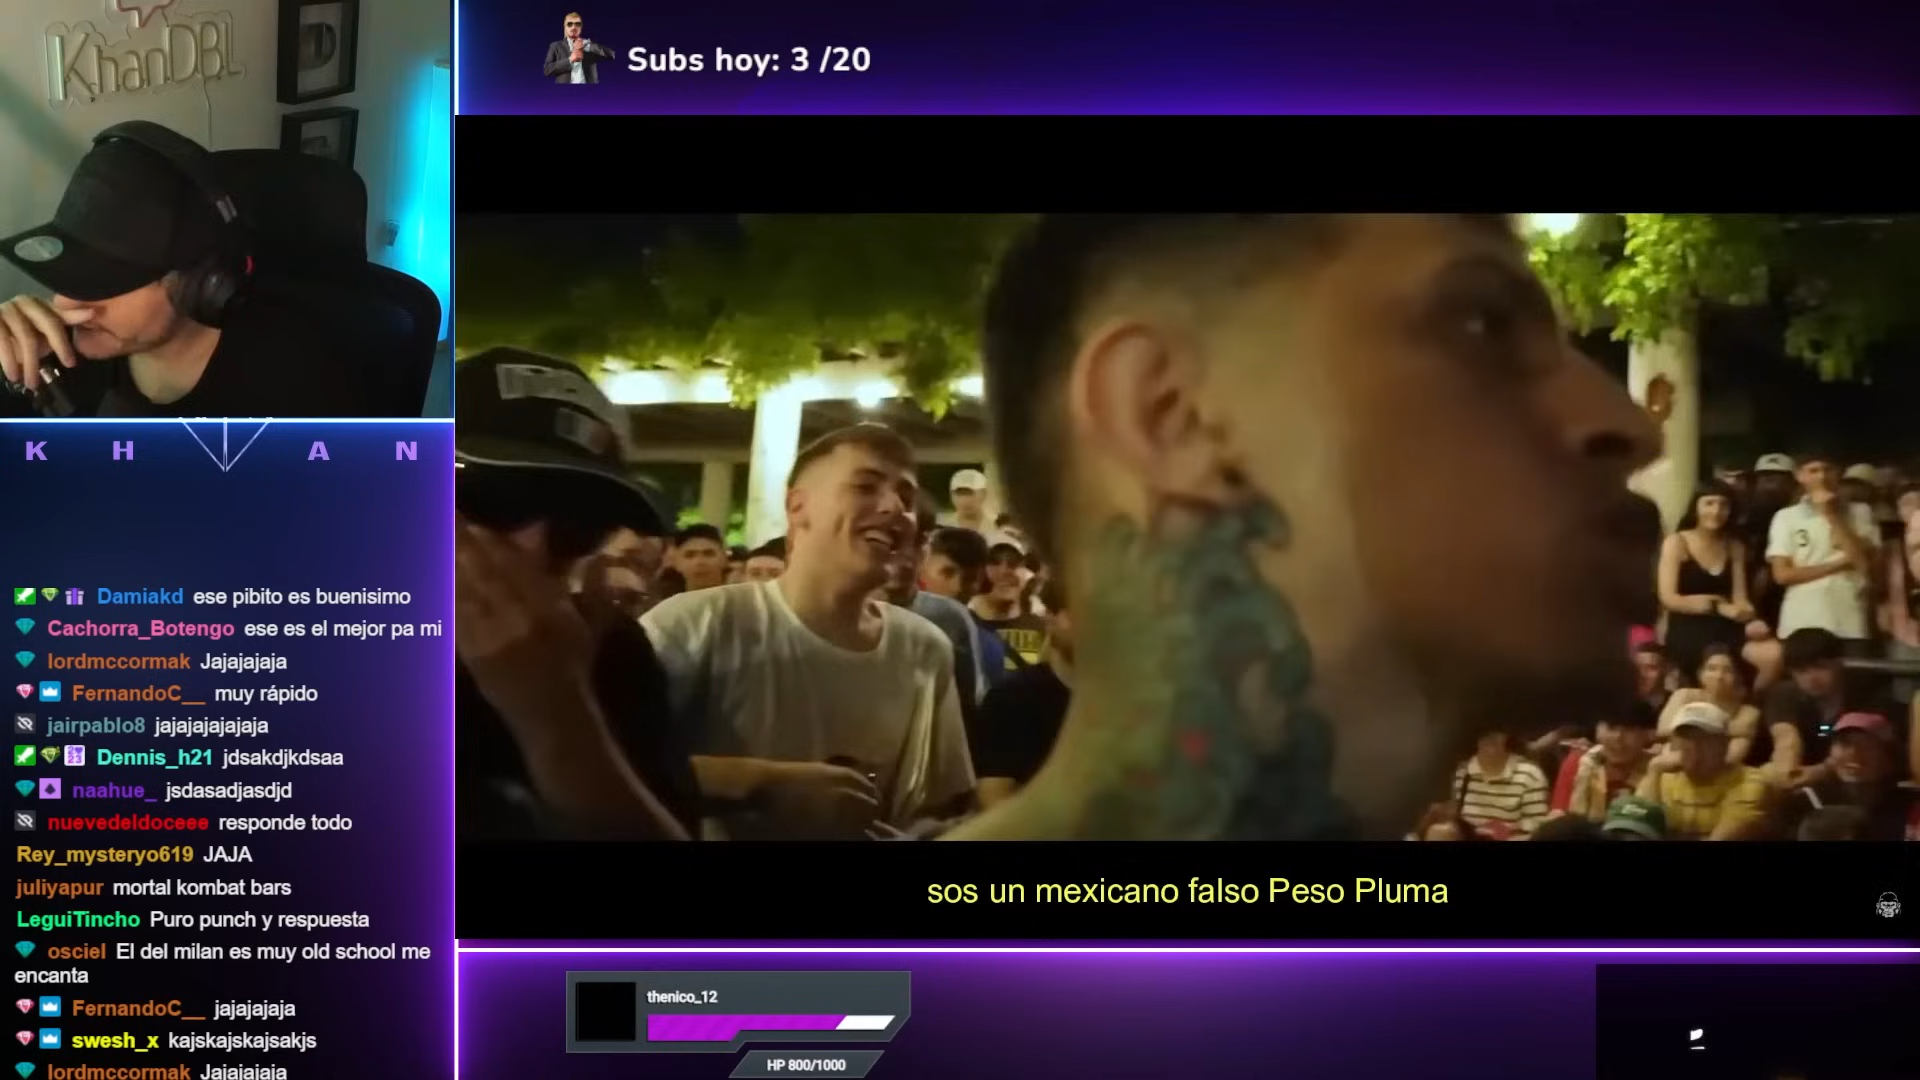 KhanDBL
Subs hoy: 3 /20
K H A N
Damiakd ese pibito es buenisimo
Cachorra_Botengo ese es el mejor pa mi
lordmccormak Jajajajaja
FernandoC__ muy rápido
jairpablo8 jajajajajajaja
Dennis_h21 jdsakdjkdsaa
naahue_ jsdasadjasdjd
nuevedeldoceee responde todo
Rey_mysteryo619 JAJA
juliyapur mortal kombat bars
LeguiTincho Puro punch y respuesta
osciel El del milan es muy old school me
encanta
FernandoC__ jajajajaja
swesh_x kajskajskajsakjs
lordmccormak Jajajajaja
sos un mexicano falso Peso Pluma
thenico_12
HP 800/1000